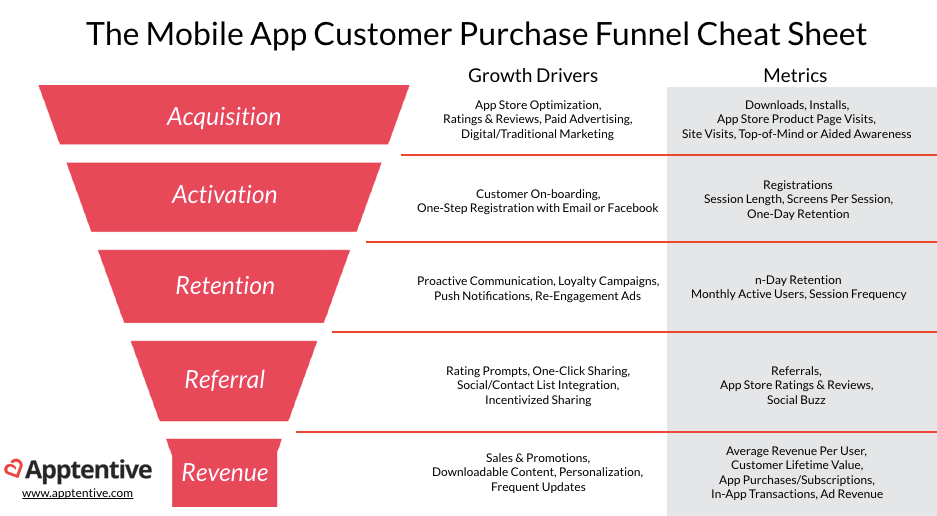 The Mobile App Customer Purchase Funnel Cheat Sheet
Growth Drivers
Metrics
Acquisition
App Store Optimization,
Ratings & Reviews, Paid Advertising,
Digital/Traditional Marketing
Downloads, Installs,
App Store Product Page Visits,
Site Visits, Top-of-Mind or Aided Awareness
Activation
Customer On-boarding,
One-Step Registration with Email or Facebook
Registrations
Session Length, Screens Per Session,
One-Day Retention
Retention
Proactive Communication, Loyalty Campaigns,
Push Notifications, Re-Engagement Ads
n-Day Retention
Monthly Active Users, Session Frequency
Referral
Rating Prompts, One-Click Sharing,
Social/Contact List Integration,
Incentivized Sharing
Referrals,
App Store Ratings & Reviews,
Social Buzz
Revenue
Sales & Promotions,
Downloadable Content, Personalization,
Frequent Updates
Average Revenue Per User,
Customer Lifetime Value,
App Purchases/Subscriptions,
In-App Transactions, Ad Revenue
Apptentive
www.apptentive.com